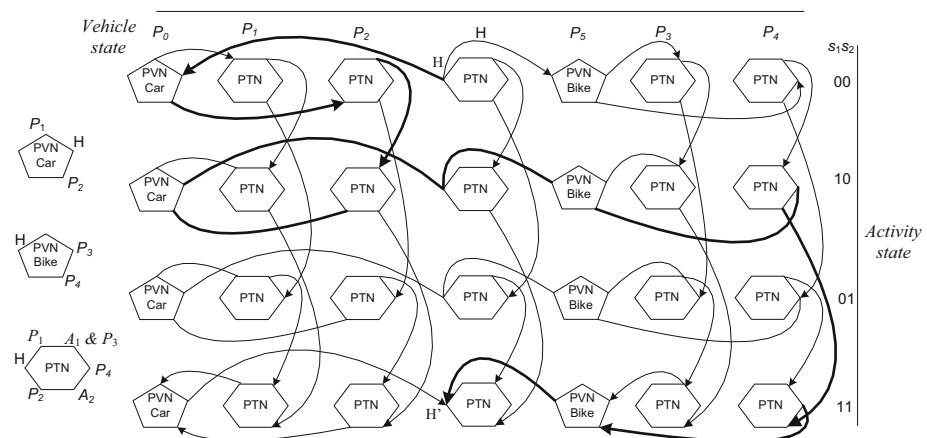 Vehicle state
P0 P1 P2 H P5 P3 P4
s1s2
H
PVN Car PTN PTN PTN PVN Bike PTN PTN 00
P1
PVN Car
H
P2
PVN Car PTN PTN PTN PVN Bike PTN PTN 10
H
PVN Bike
P3
P4
Activity state
PVN Car PTN PTN PTN PVN Bike PTN PTN 01
P1 A1 & P3
H PTN P4
P2 A2
H'
PVN Car PTN PTN PTN PVN Bike PTN PTN 11